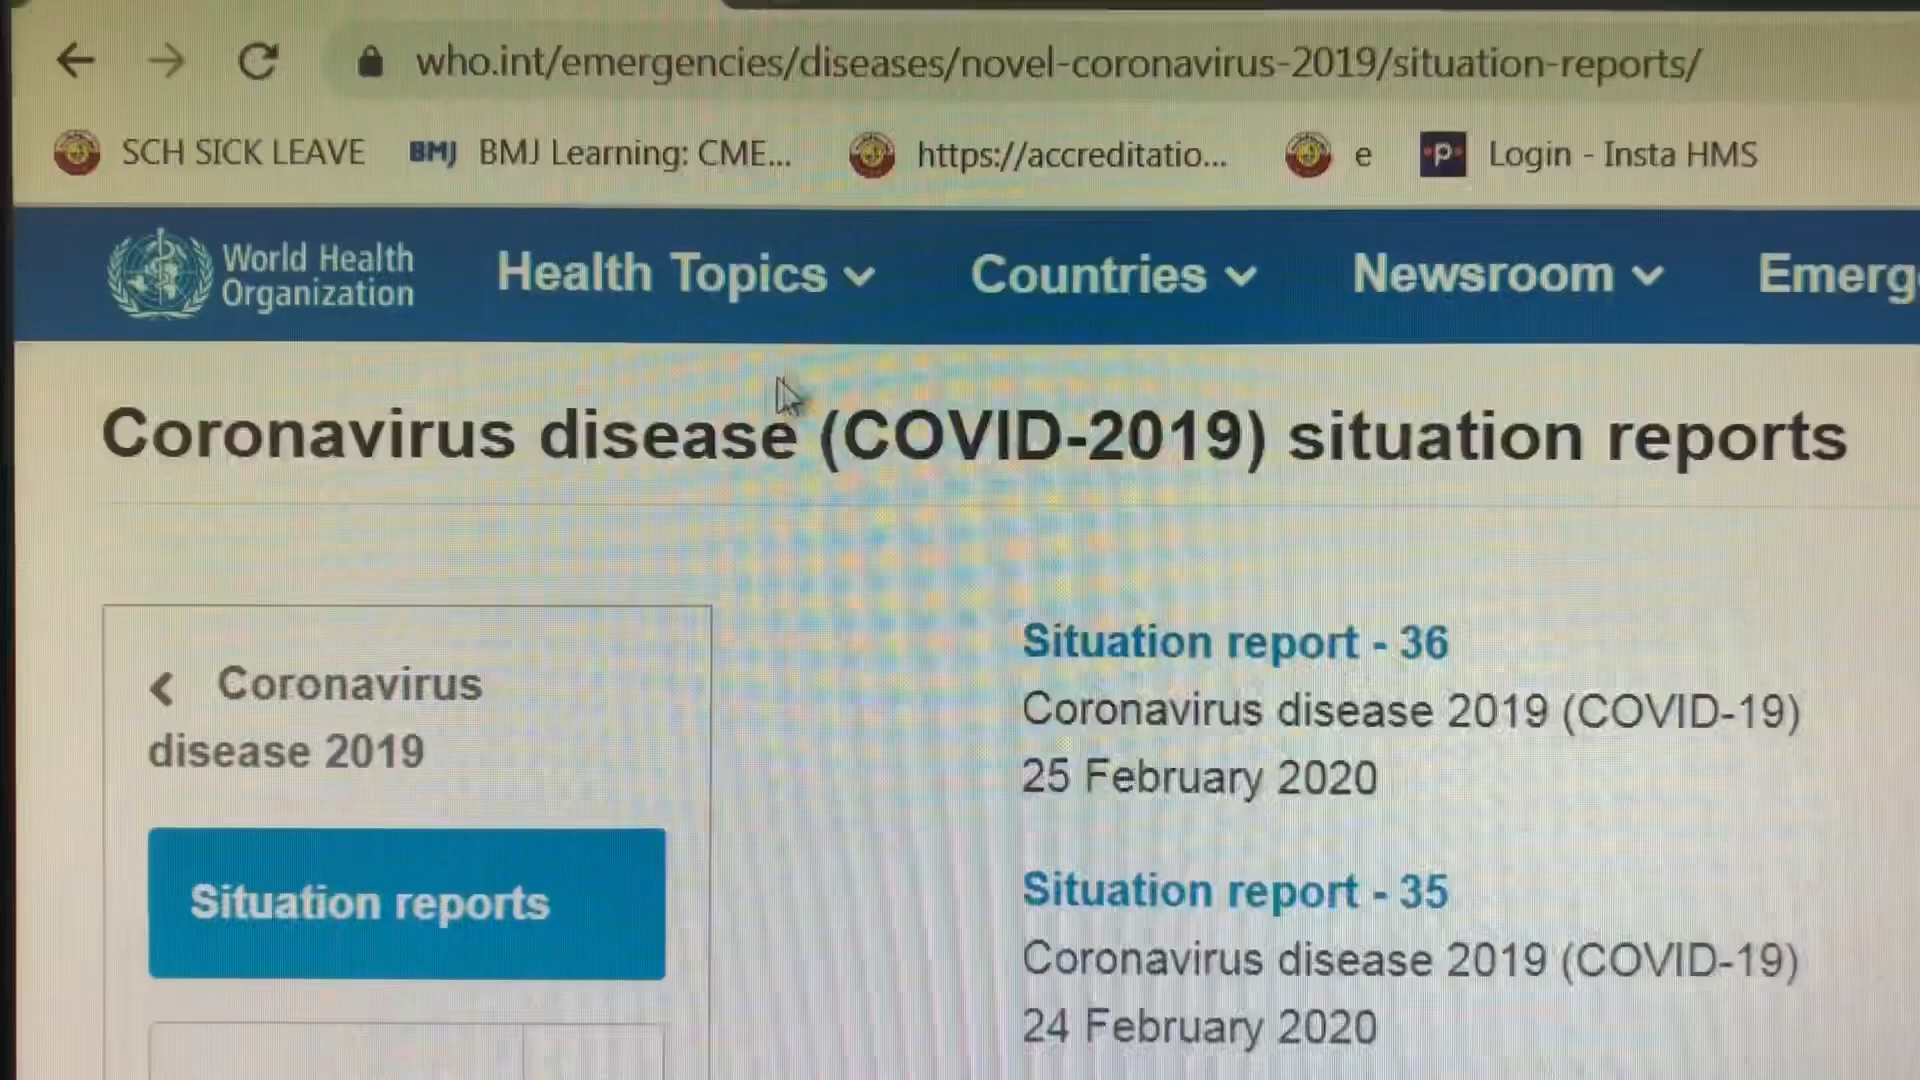 who.int/emergencies/diseases/novel-coronavirus-2019/situation-reports/
SCH SICK LEAVE BMJ BMJ Learning: CME... https://accreditatio... e P Login - Insta HMS
World Health
Organization
Health Topics Countries Newsroom Emerg
Coronavirus disease (COVID-2019) situation reports
Coronavirus
disease 2019
Situation reports
Situation report - 36
Coronavirus disease 2019 (COVID-19)
25 February 2020
Situation report - 35
Coronavirus disease 2019 (COVID-19)
24 February 2020